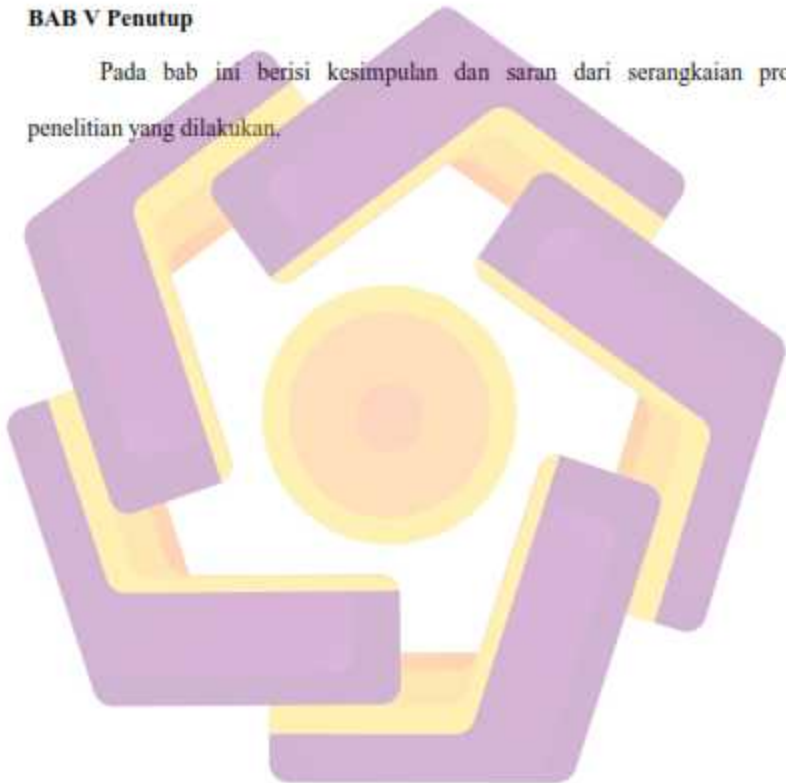 BAB V Penutup
Pada bab ini berisi kesimpulan dan saran dari serangkaian
penelitian yang dilakukan.